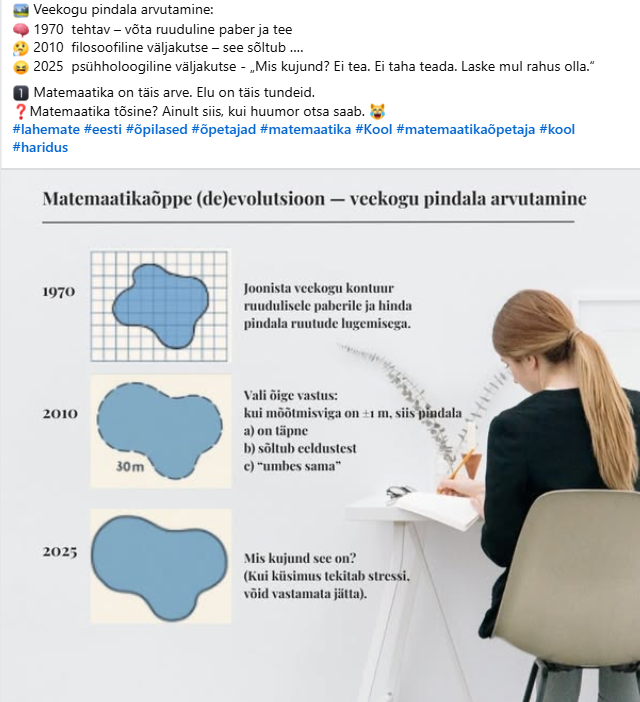 🏞️ Veekogu pindala arvutamine:
🧠 1970 tehtav – võta ruuduline paber ja tee
🤔 2010 filosoofiline väljakutse – see sõltub ….
😆 2025 psühholoogiline väljakutse - „Mis kujund? Ei tea. Ei taha teada. Laske mul rahus olla.“
1️⃣ Matemaatika on täis arve. Elu on täis tundeid.
❓Matemaatika tõsine? Ainult siis, kui huumor otsa saab. 😹
#lahemate #eesti #õpilased #õpetajad #matemaatika #Kool #matemaatikaõpetaja #kool
#haridus
Matemaatikaõppe (de)evolutsioon — veekogu pindala arvutamine
1970
Joonista veekogu kontuur
ruudulisele paberile ja hinda
pindala ruutude lugemisega.
2010
30 m
Vali õige vastus:
kui mõõtmisviga on ±1 m, siis pindala
a) on täpne
b) sõltub eeldustest
c) “umbes sama”
2025
Mis kujund see on?
(Kui küsimus tekitab stressi,
võid vastamata jätta).